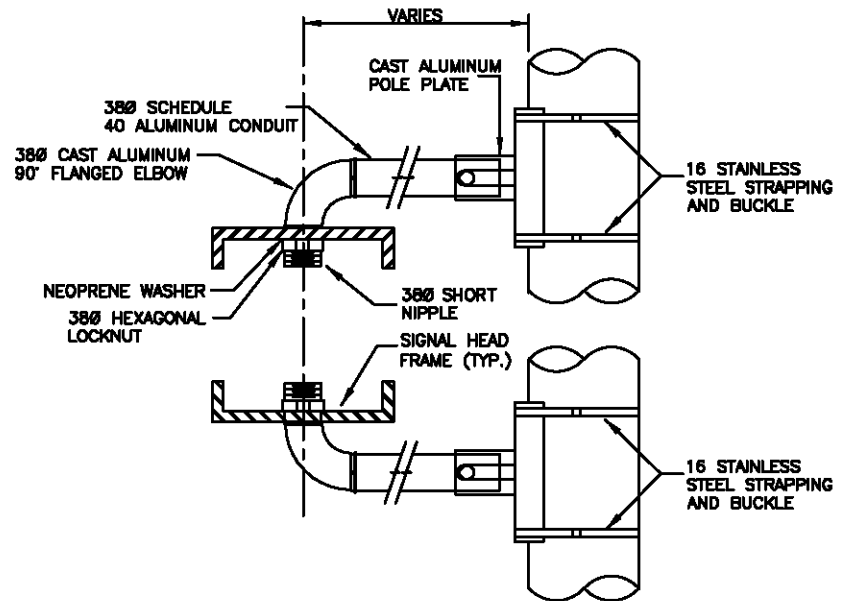 VARIES
CAST ALUMINUM
POLE PLATE
38Ø SCHEDULE
40 ALUMINUM CONDUIT
38Ø CAST ALUMINUM
90° FLANGED ELBOW
16 STAINLESS
STEEL STRAPPING
AND BUCKLE
NEOPRENE WASHER
38Ø HEXAGONAL
LOCKNUT
38Ø SHORT
NIPPLE
SIGNAL HEAD
FRAME (TYP.)
16 STAINLESS
STEEL STRAPPING
AND BUCKLE